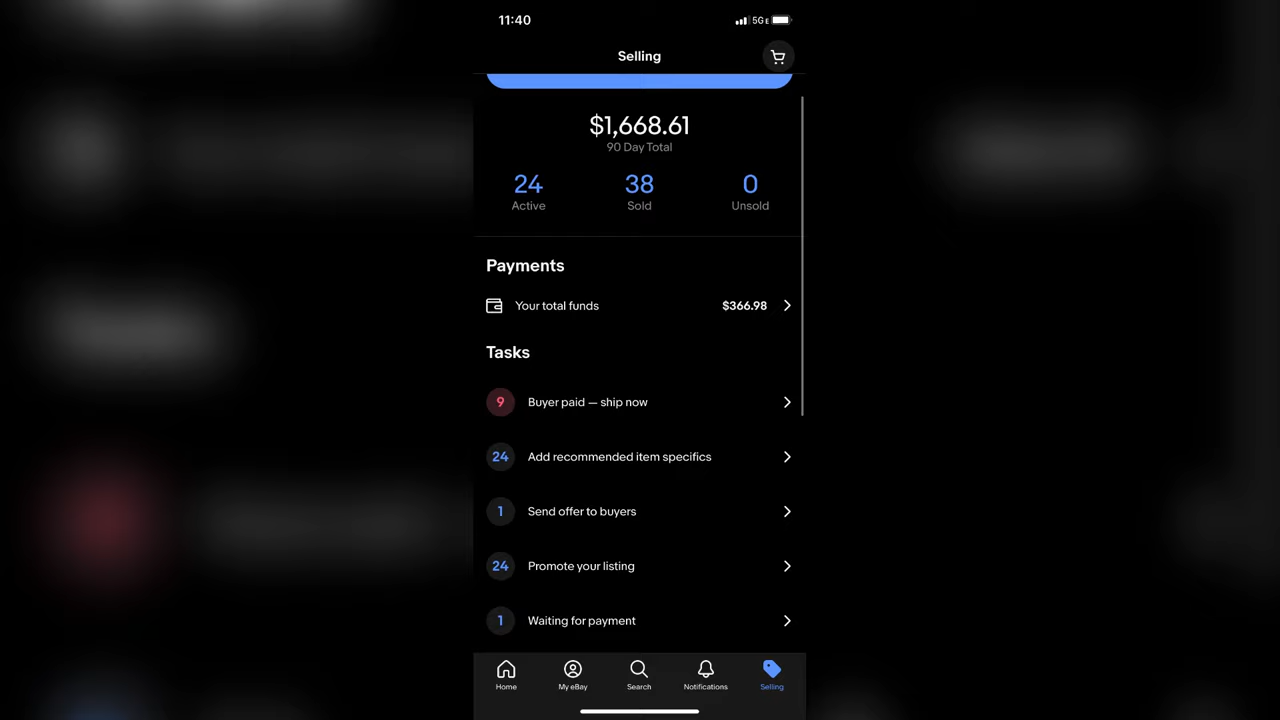 11:40
5GE
Selling
$1,668.61
90 Day Total
24 38 0
Active Sold Unsold
Payments
Your total funds $366.98
Tasks
9 Buyer paid — ship now
24 Add recommended item specifics
1 Send offer to buyers
24 Promote your listing
1 Waiting for payment
Home My eBay Search Notifications Selling